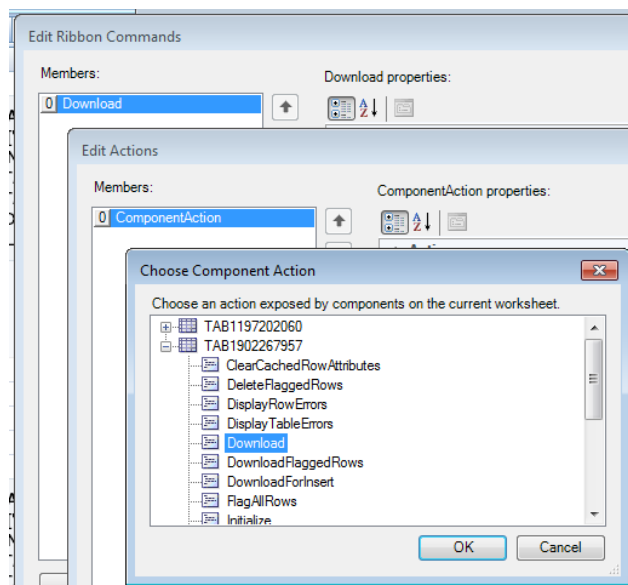 Edit Ribbon Commands
Members:
Download properties:
0 Download
Edit Actions
Members:
ComponentAction properties:
0 ComponentAction
Choose Component Action
Choose an action exposed by components on the current worksheet.
TAB1197202060
TAB1902267957
ClearCachedRowAttributes
DeleteFlaggedRows
DisplayRowErrors
DisplayTableErrors
Download
DownloadFlaggedRows
DownloadForInsert
FlagAllRows
Initialize
OK
Cancel